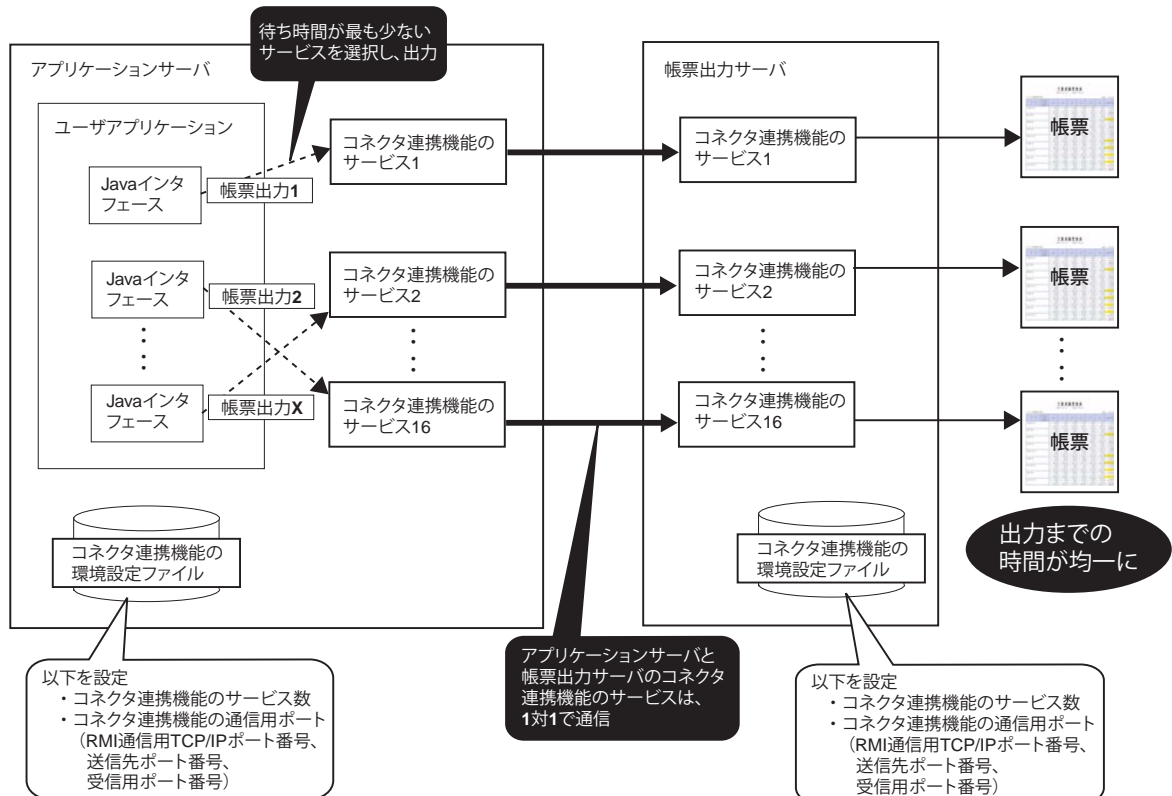 待ち時間が最も少ない
サービスを選択し、出力
アプリケーションサーバ
ユーザアプリケーション
Javaインタ
フェース
帳票出力1
コネクタ連携機能の
サービス1
Javaインタ
フェース
帳票出力2
コネクタ連携機能の
サービス2
Javaインタ
フェース
帳票出力X
コネクタ連携機能の
サービス16
コネクタ連携機能の
環境設定ファイル
以下を設定
・コネクタ連携機能のサービス数
・コネクタ連携機能の通信用ポート
（RMI通信用TCP/IPポート番号、
送信先ポート番号、
受信用ポート番号）
アプリケーションサーバと
帳票出力サーバのコネクタ
連携機能のサービスは、
1対1で通信
帳票出力サーバ
コネクタ連携機能の
サービス1
コネクタ連携機能の
サービス2
コネクタ連携機能の
サービス16
コネクタ連携機能の
環境設定ファイル
以下を設定
・コネクタ連携機能のサービス数
・コネクタ連携機能の通信用ポート
（RMI通信用TCP/IPポート番号、
送信先ポート番号、
受信用ポート番号）
帳票
帳票
帳票
出力までの
時間が均一に